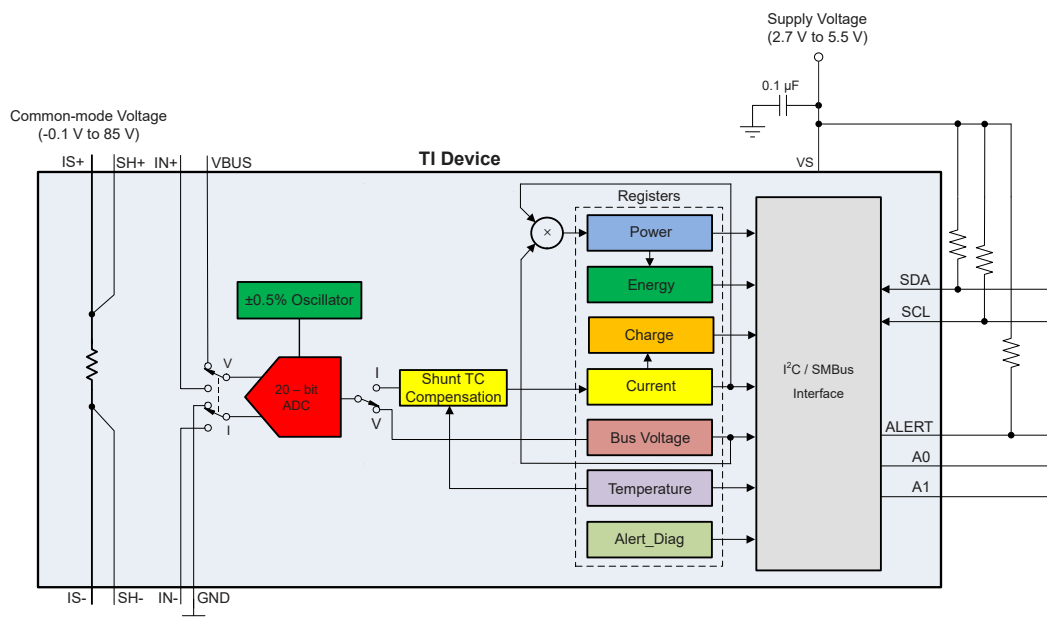 Supply Voltage
(2.7 V to 5.5 V)
0.1 µF
Common-mode Voltage
(-0.1 V to 85 V)
IS+ SH+ IN+ VBUS
TI Device
VS
Registers
×
Power
Energy
±0.5% Oscillator
SDA
SCL
Charge
V
I
20 – bit
ADC
Shunt TC
Compensation
Current
I²C / SMBus
Interface
V
I
Bus Voltage
ALERT
A0
Temperature
A1
Alert_Diag
IS- SH- IN- GND